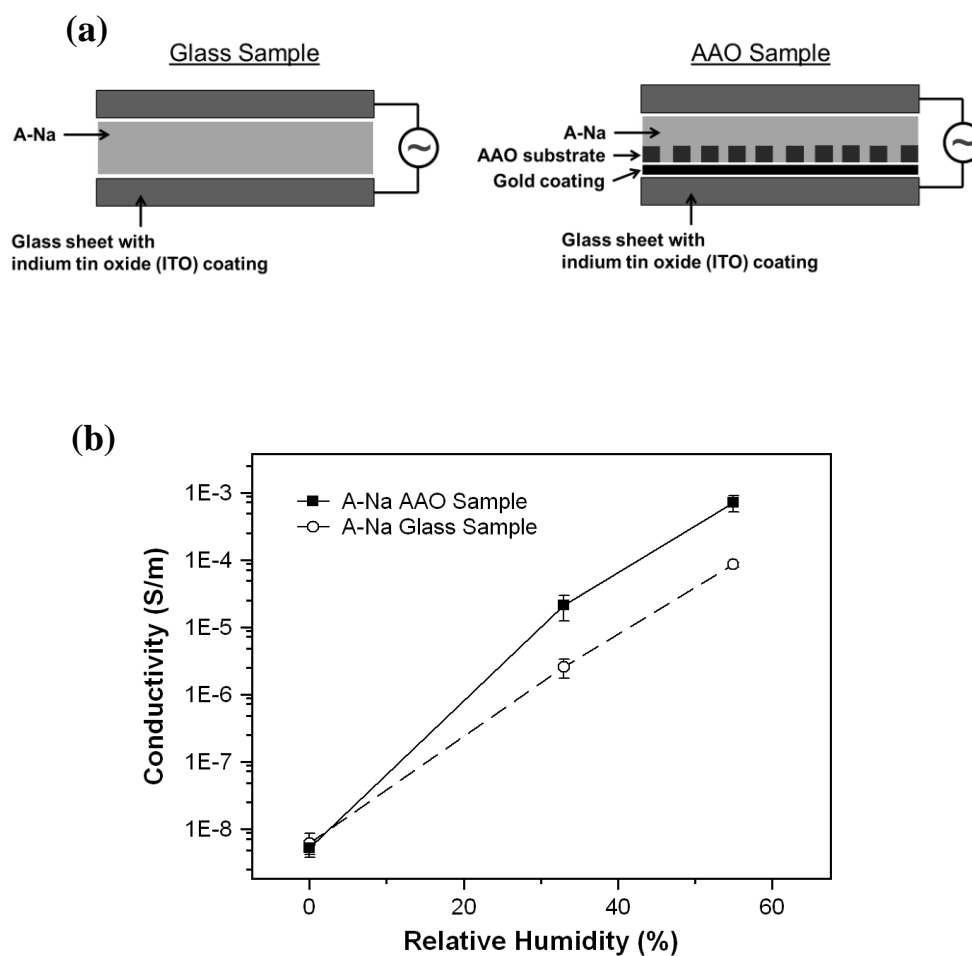 (a)
Glass Sample
AAO Sample
A-Na
Glass sheet with
indium tin oxide (ITO) coating
~
A-Na
AAO substrate
Gold coating
Glass sheet with
indium tin oxide (ITO) coating
~
(b)
A-Na AAO Sample
A-Na Glass Sample
Conductivity (S/m)
1E-3
1E-4
1E-5
1E-6
1E-7
1E-8
0
20
40
60
Relative Humidity (%)